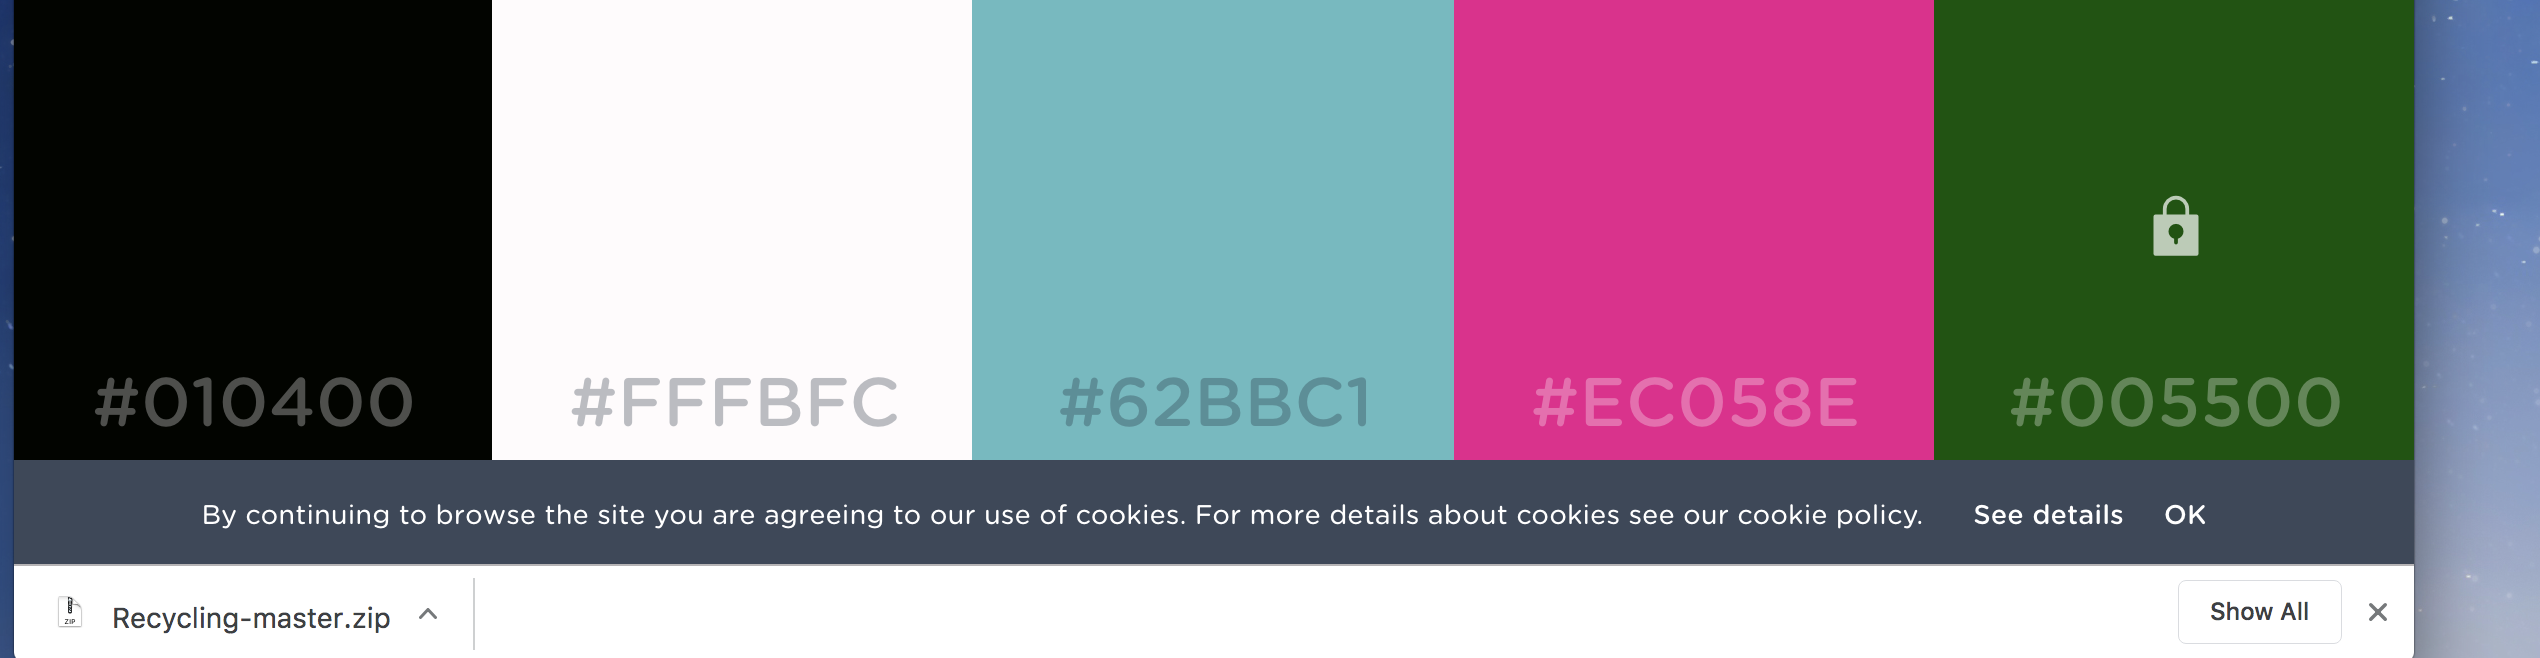 #010400
#FFFBFC
#62BBC1
#EC058E
#005500
By continuing to browse the site you are agreeing to our use of cookies. For more details about cookies see our cookie policy. See details OK
ZIP
Recycling-master.zip
Show All